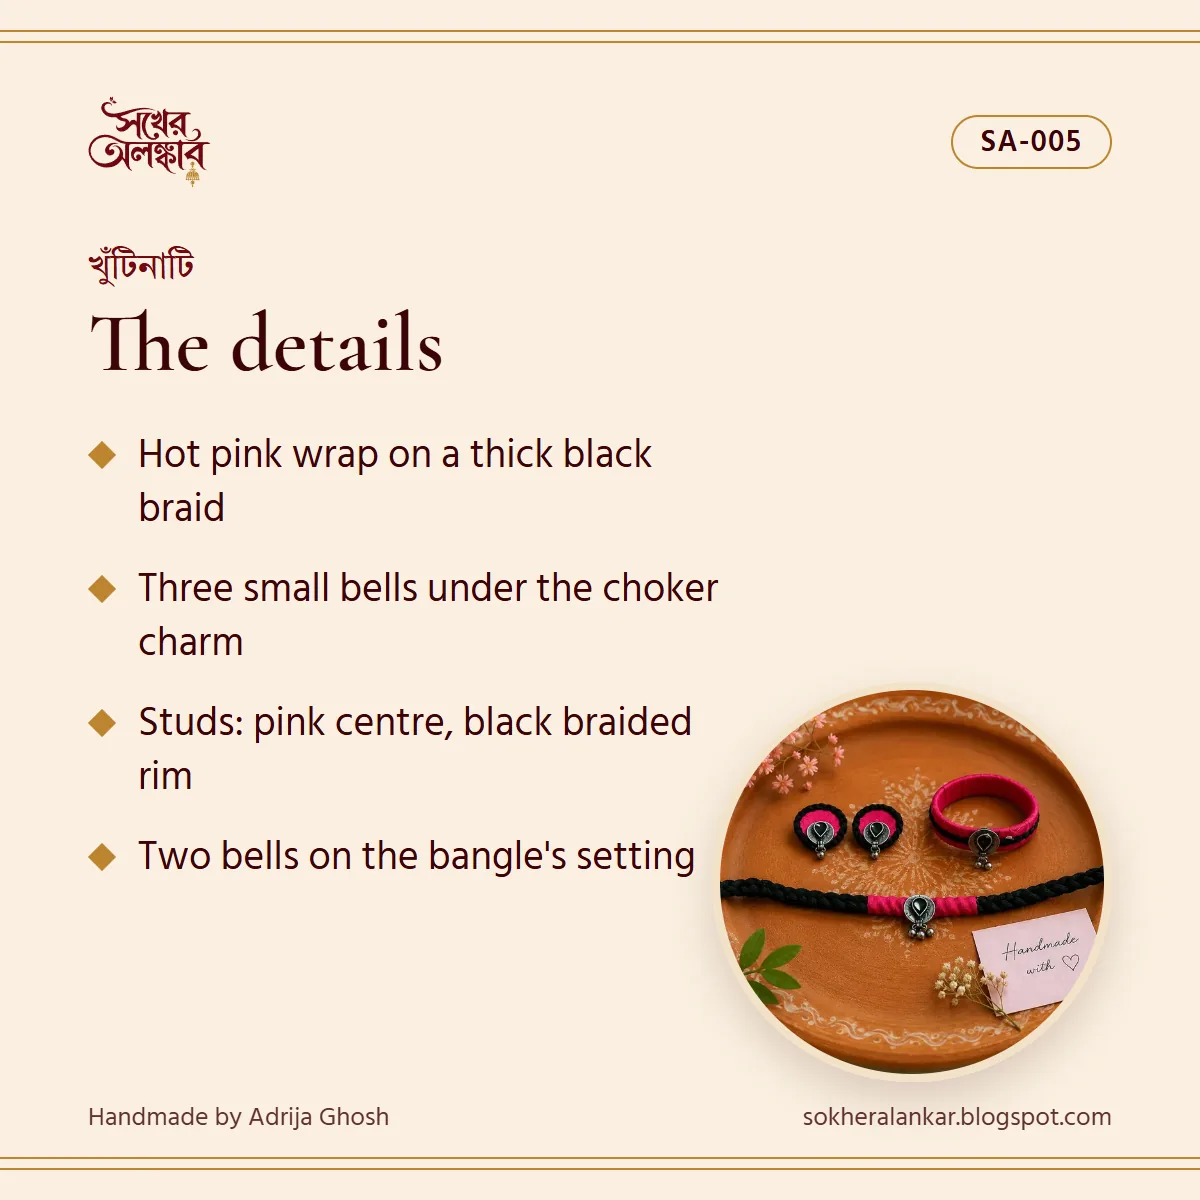 সখের
অলঙ্কার
SA-005
খুঁটিনাটি
The details
Hot pink wrap on a thick black
braid
Three small bells under the choker
charm
Studs: pink centre, black braided
rim
Two bells on the bangle's setting
Handmade
with ♡
Handmade by Adrija Ghosh
sokheralankar.blogspot.com